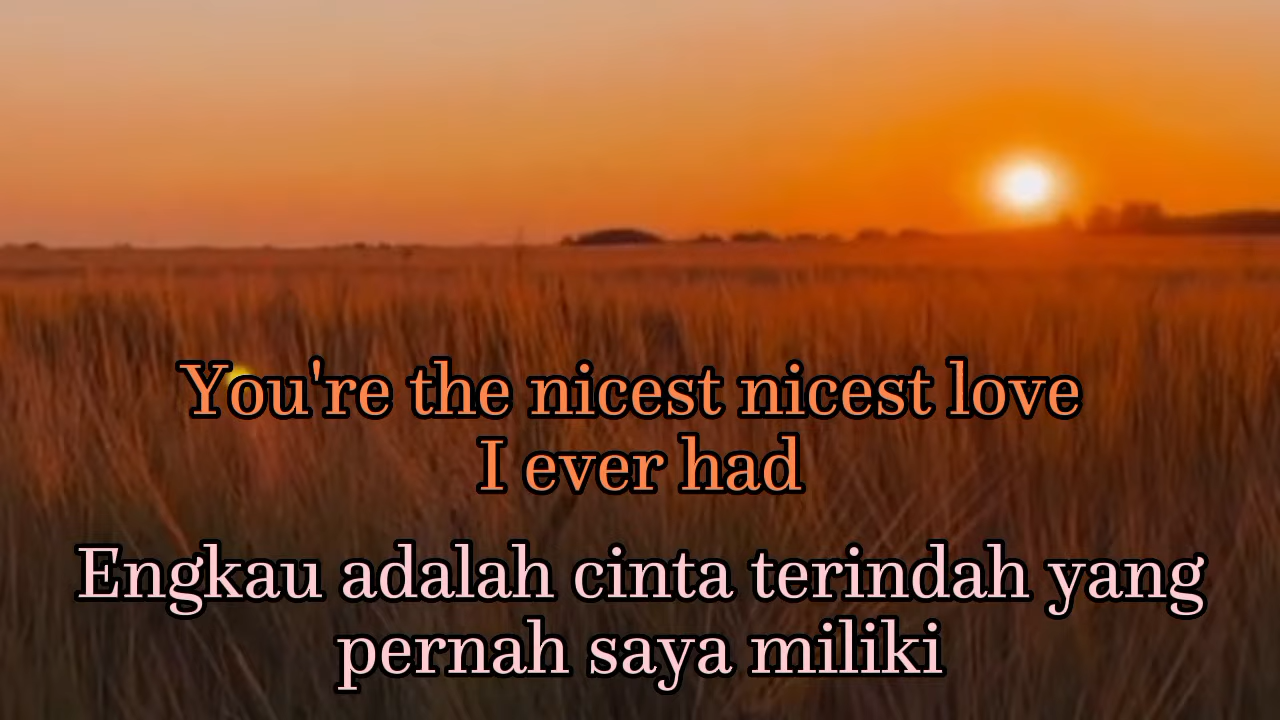 You're the nicest nicest love
I ever had
Engkau adalah cinta terindah yang
pernah saya miliki